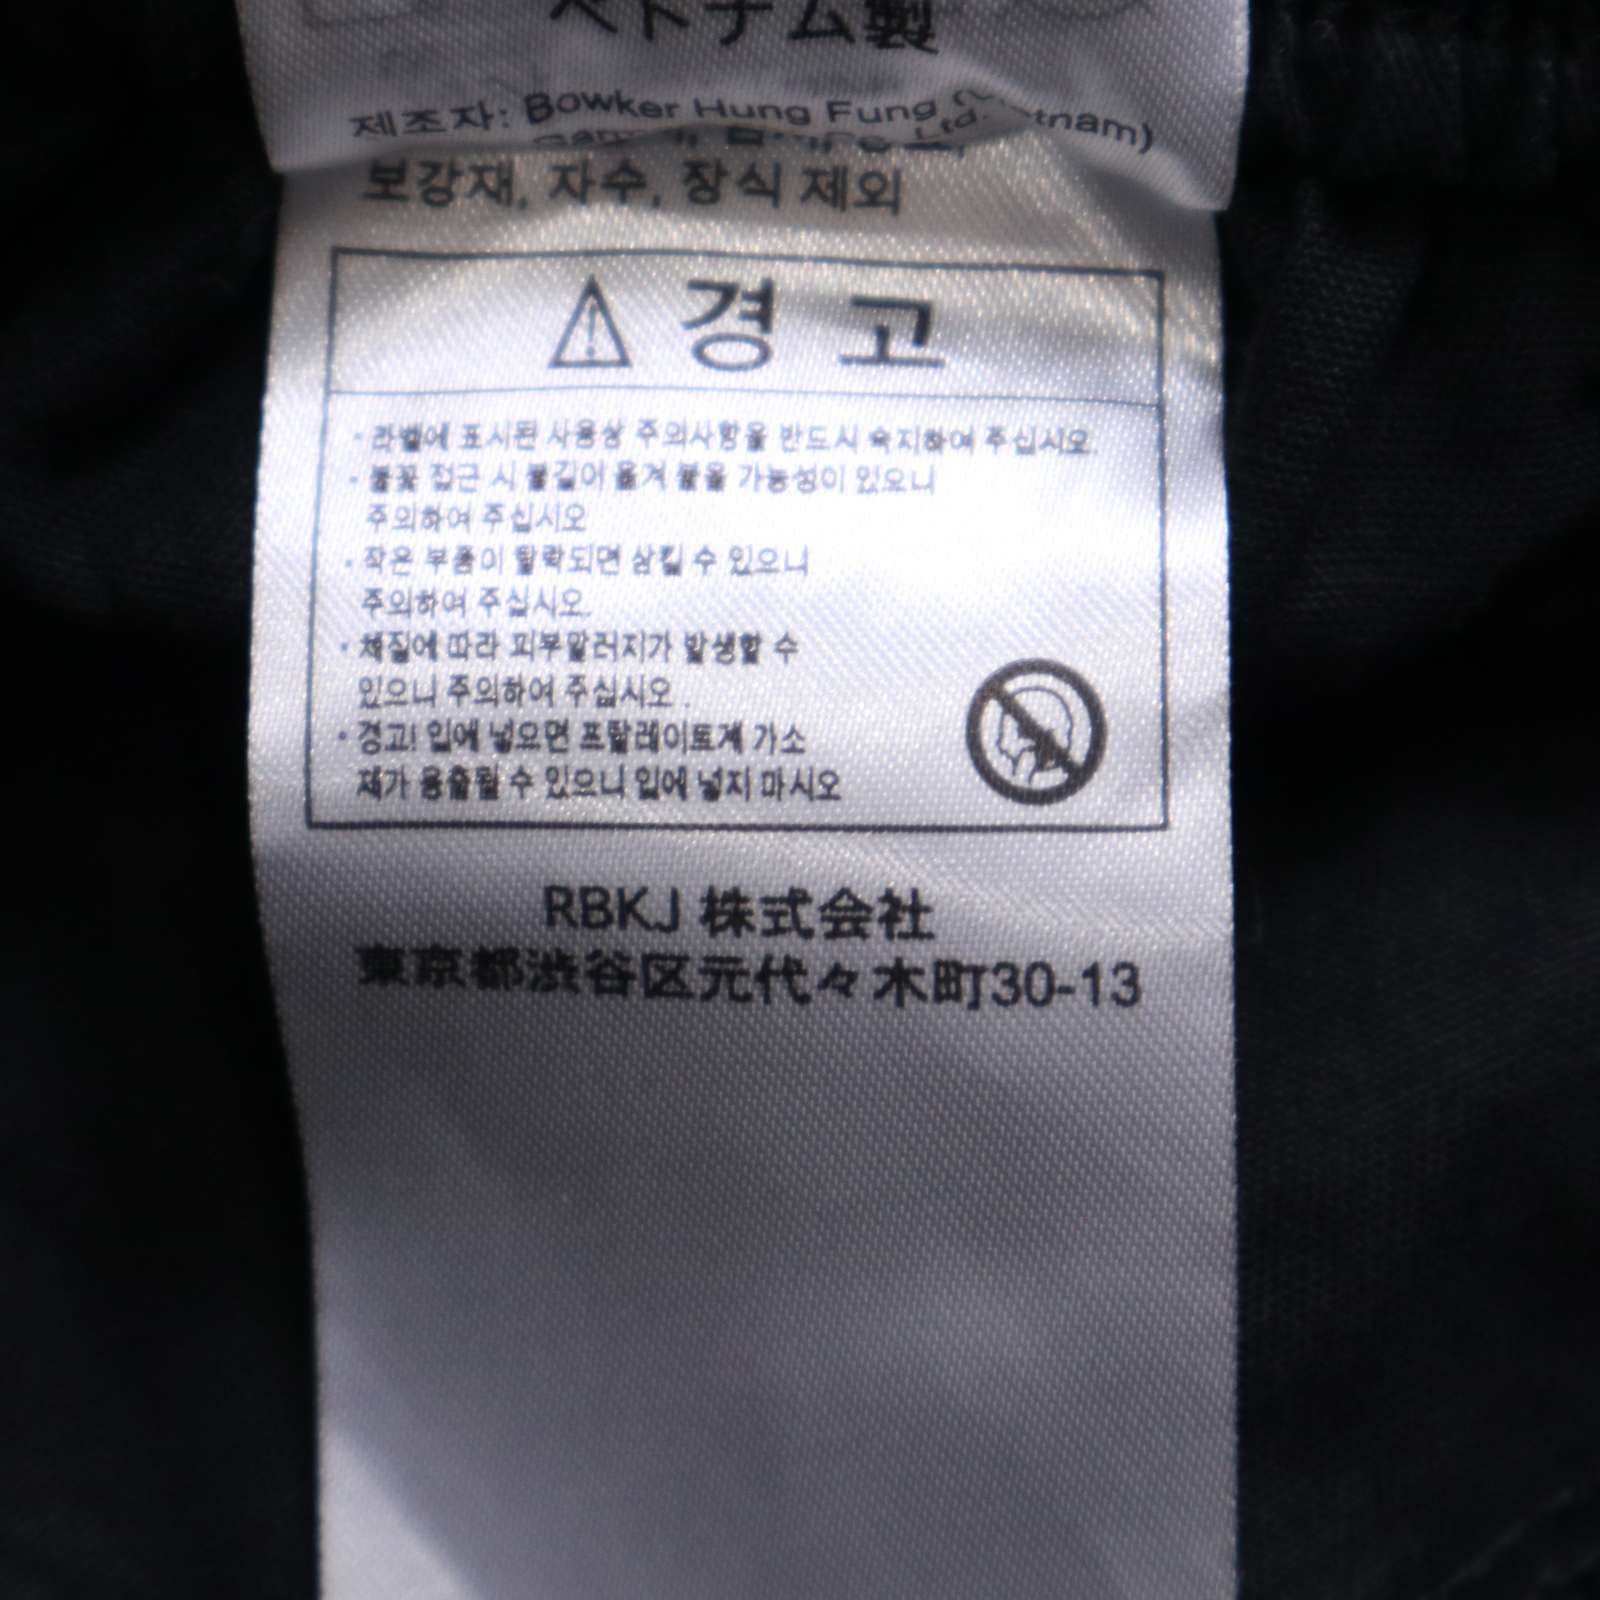 ベトナム製
제조자: Bowker Hung Fung
Ltd.
보강재, 자수, 장식 제외
경 고
· 라벨에 표시된 사용상 주의사항을 반드시 숙지하여 주십시오.
· 불꽃 접근 시 불길이 옮겨 붙을 가능성이 있으니
주의하여 주십시오
· 작은 부품이 탈락되면 삼킬 수 있으니
주의하여 주십시오.
· 체질에 따라 피부알러지가 발생할 수
있으니 주의하여 주십시오.
· 경고! 입에 넣으면 프탈레이트계 가소
제가 용출될 수 있으니 입에 넣지 마시오
RBKJ 株式会社
東京都渋谷区元代々木町30-13